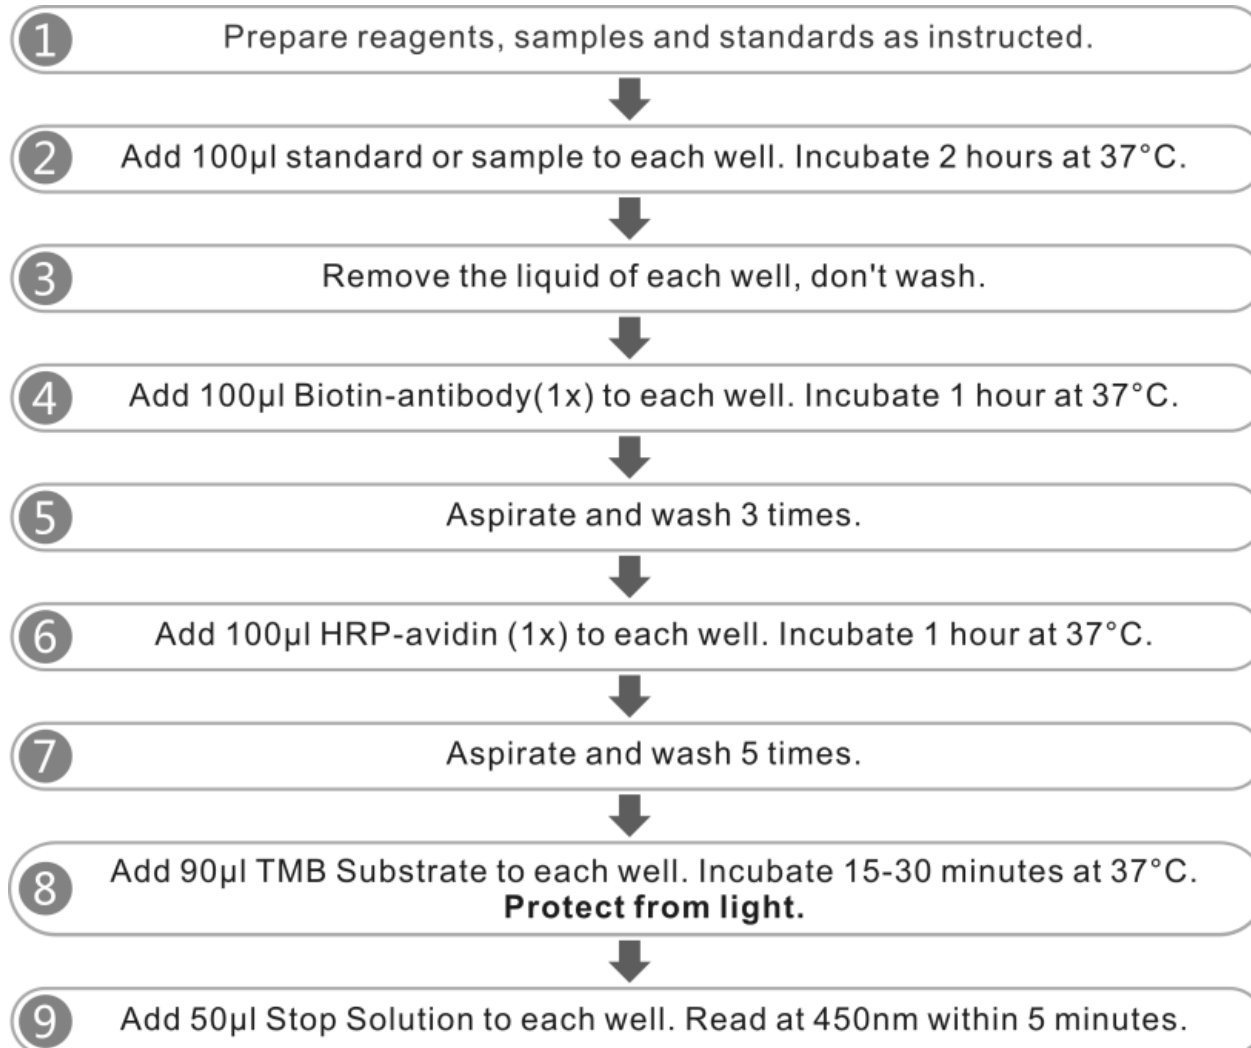 1 Prepare reagents, samples and standards as instructed.
2 Add 100µl standard or sample to each well. Incubate 2 hours at 37°C.
3 Remove the liquid of each well, don't wash.
4 Add 100µl Biotin-antibody(1x) to each well. Incubate 1 hour at 37°C.
5 Aspirate and wash 3 times.
6 Add 100µl HRP-avidin (1x) to each well. Incubate 1 hour at 37°C.
7 Aspirate and wash 5 times.
8 Add 90µl TMB Substrate to each well. Incubate 15-30 minutes at 37°C.
Protect from light.
9 Add 50µl Stop Solution to each well. Read at 450nm within 5 minutes.